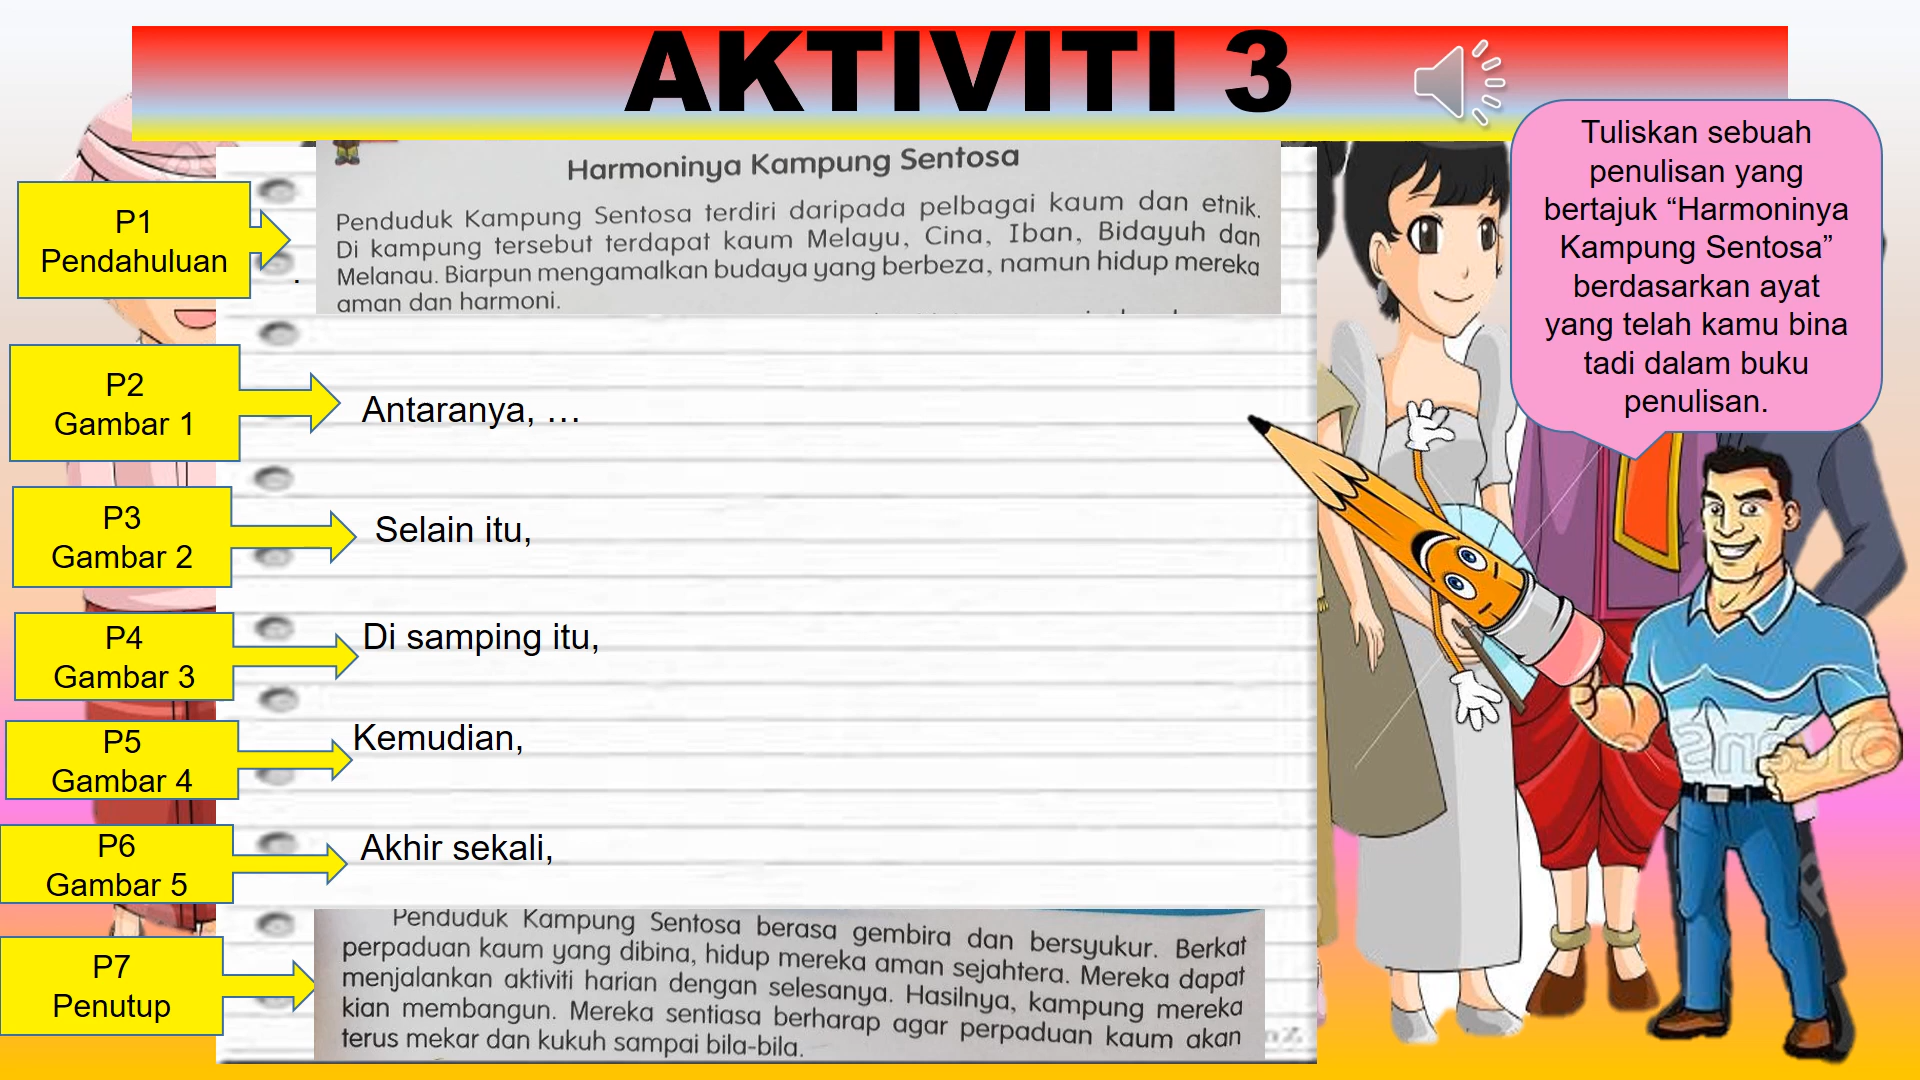 AKTIVITI 3
Tuliskan sebuah
penulisan yang
bertajuk “Harmoninya
Kampung Sentosa”
berdasarkan ayat
yang telah kamu bina
tadi dalam buku
penulisan.
Harmoninya Kampung Sentosa
P1
Pendahuluan
Penduduk Kampung Sentosa terdiri daripada pelbagai kaum dan etnik.
Di kampung tersebut terdapat kaum Melayu, Cina, Iban, Bidayuh dan
Melanau. Biarpun mengamalkan budaya yang berbeza, namun hidup mereka
aman dan harmoni.
.
P2
Gambar 1
Antaranya, …
P3
Gambar 2
Selain itu,
P4
Gambar 3
Di samping itu,
P5
Gambar 4
Kemudian,
P6
Gambar 5
Akhir sekali,
P7
Penutup
Penduduk Kampung Sentosa berasa gembira dan bersyukur. Berkat
perpaduan kaum yang dibina, hidup mereka aman sejahtera. Mereka dapat
menjalankan aktiviti harian dengan selesanya. Hasilnya, kampung mereka
kian membangun. Mereka sentiasa berharap agar perpaduan kaum akan
terus mekar dan kukuh sampai bila-bila.